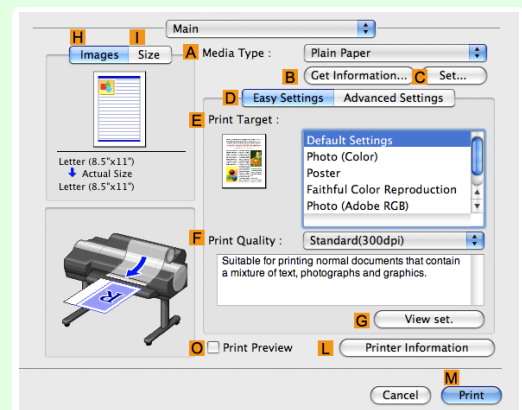 Main
H
I
Images
Size
A
Media Type :
Plain Paper
B
Get Information...
C
Set...
D
Easy Settings
Advanced Settings
E
Print Target :
Default Settings
Photo (Color)
Poster
Faithful Color Reproduction
Photo (Adobe RGB)
Letter (8.5"x11")
Actual Size
Letter (8.5"x11")
F
Print Quality :
Standard(300dpi)
Suitable for printing normal documents that contain
a mixture of text, photographs and graphics.
R
G
View set.
O
Print Preview
L
Printer Information
M
Cancel
Print